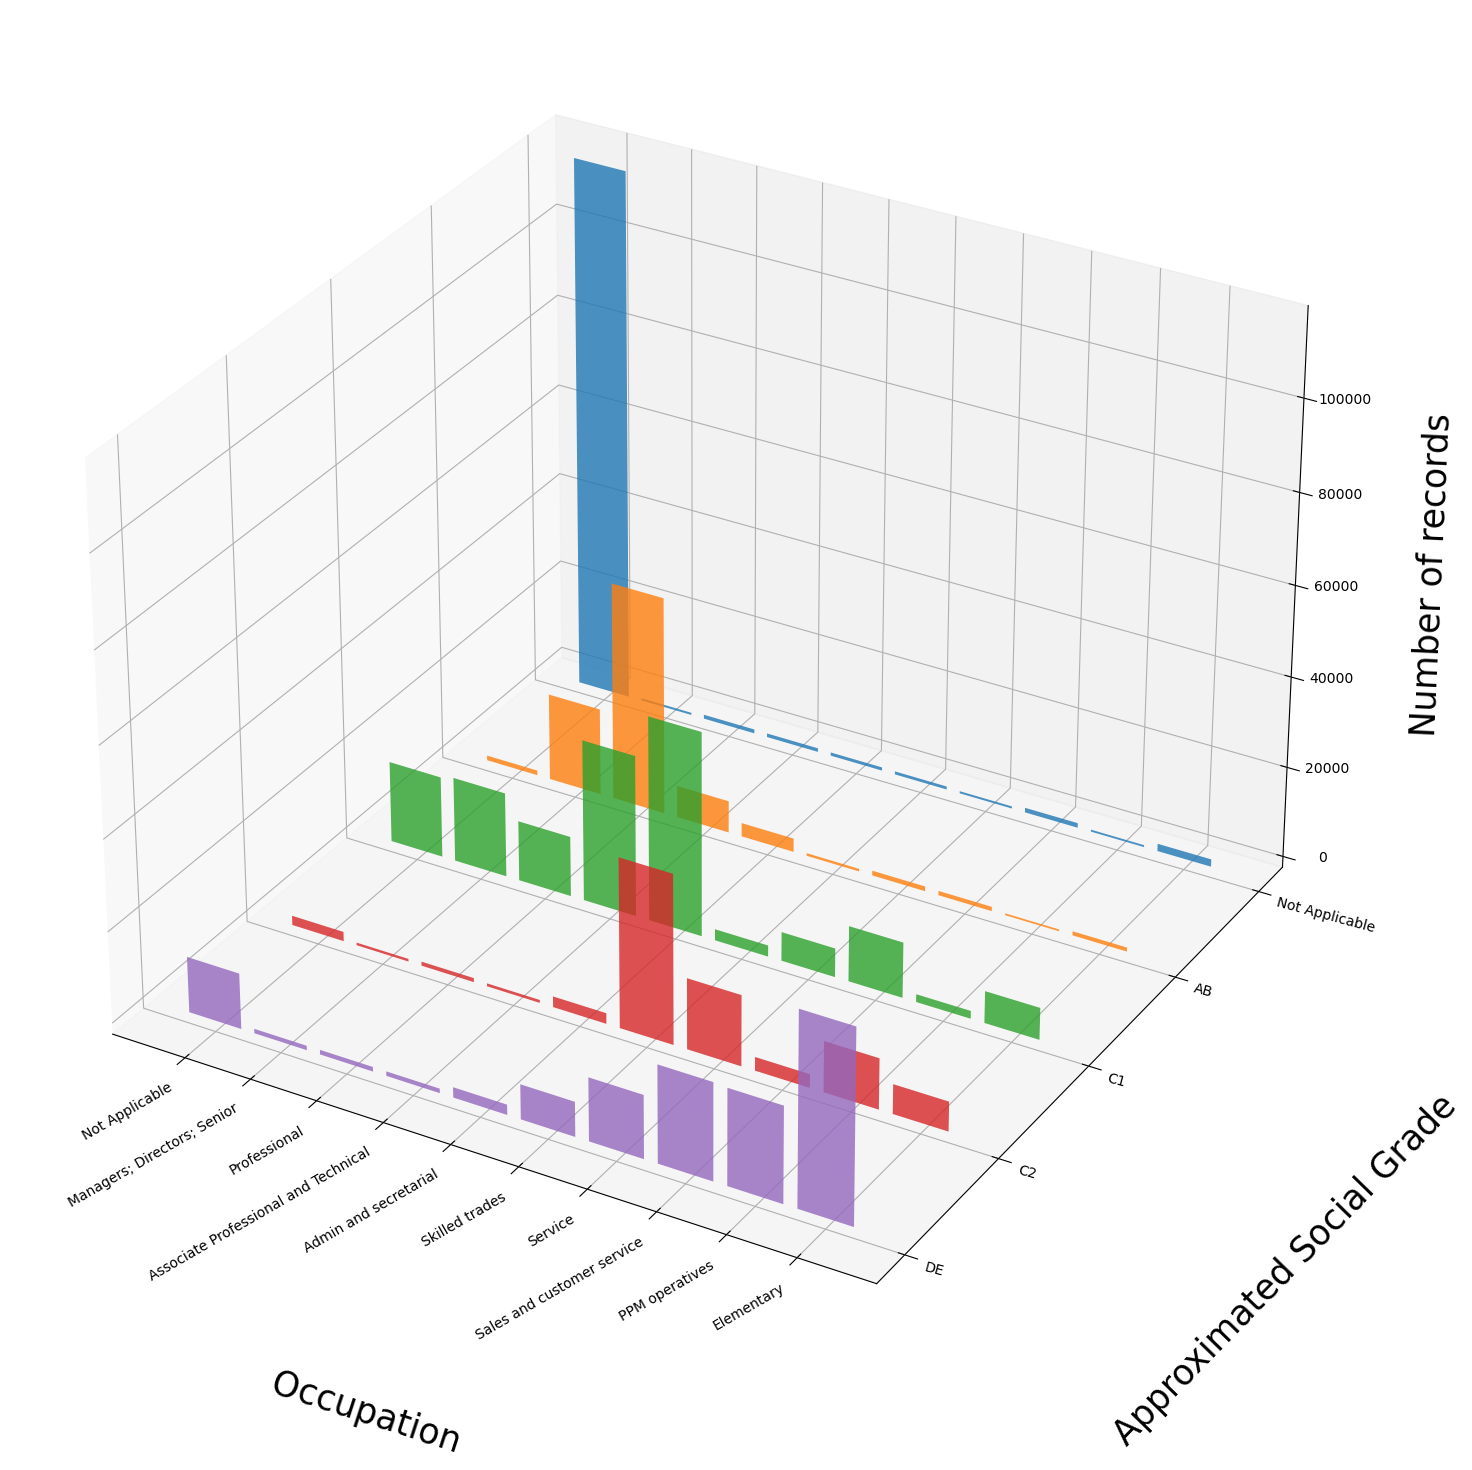 100000
80000
60000
40000
20000
0
Number of records
Not Applicable
AB
C1
C2
DE
Approximated Social Grade
Not Applicable
Managers; Directors; Senior
Professional
Associate Professional and Technical
Admin and secretarial
Skilled trades
Service
Sales and customer service
PPM operatives
Elementary
Occupation